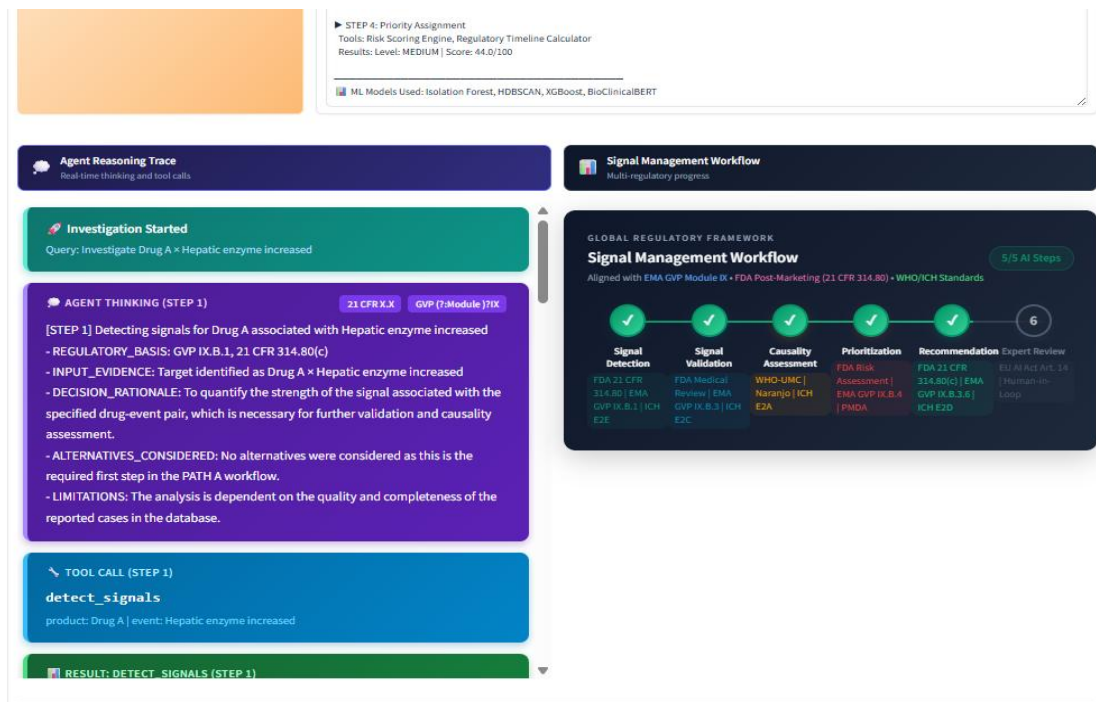 ▶ STEP 4: Priority Assignment
Tools: Risk Scoring Engine, Regulatory Timeline Calculator
Results: Level: MEDIUM | Score: 44.0/100
ML Models Used: Isolation Forest, HDBSCAN, XGBoost, BioClinicalBERT
Agent Reasoning Trace
Real-time thinking and tool calls
Investigation Started
Query: Investigate Drug A × Hepatic enzyme increased
AGENT THINKING (STEP 1)
21 CFR X.X
GVP (?:Module )?IX
[STEP 1] Detecting signals for Drug A associated with Hepatic enzyme increased
- REGULATORY_BASIS: GVP IX.B.1, 21 CFR 314.80(c)
- INPUT_EVIDENCE: Target identified as Drug A × Hepatic enzyme increased
- DECISION_RATIONALE: To quantify the strength of the signal associated with the
specified drug-event pair, which is necessary for further validation and causality
assessment.
- ALTERNATIVES_CONSIDERED: No alternatives were considered as this is the
required first step in the PATH A workflow.
- LIMITATIONS: The analysis is dependent on the quality and completeness of the
reported cases in the database.
TOOL CALL (STEP 1)
detect_signals
product: Drug A | event: Hepatic enzyme increased
RESULT: DETECT_SIGNALS (STEP 1)
Signal Management Workflow
Multi-regulatory progress
GLOBAL REGULATORY FRAMEWORK
Signal Management Workflow
5/5 AI Steps
Aligned with EMA GVP Module IX • FDA Post-Marketing (21 CFR 314.80) • WHO/ICH Standards
Signal
Detection
FDA 21 CFR
314.80 | EMA
GVP IX.B.1 | ICH
E2E
Signal
Validation
FDA Medical
Review | EMA
GVP IX.B.3 | ICH
E2C
Causality
Assessment
WHO-UMC |
Naranjo | ICH
E2A
Prioritization
FDA Risk
Assessment |
EMA GVP IX.B.4
| PMDA
Recommendation
FDA 21 CFR
314.80(c) | EMA
GVP IX.B.3.6 |
ICH E2D
6
Expert Review
EU AI Act Art. 14
| Human-in-
Loop